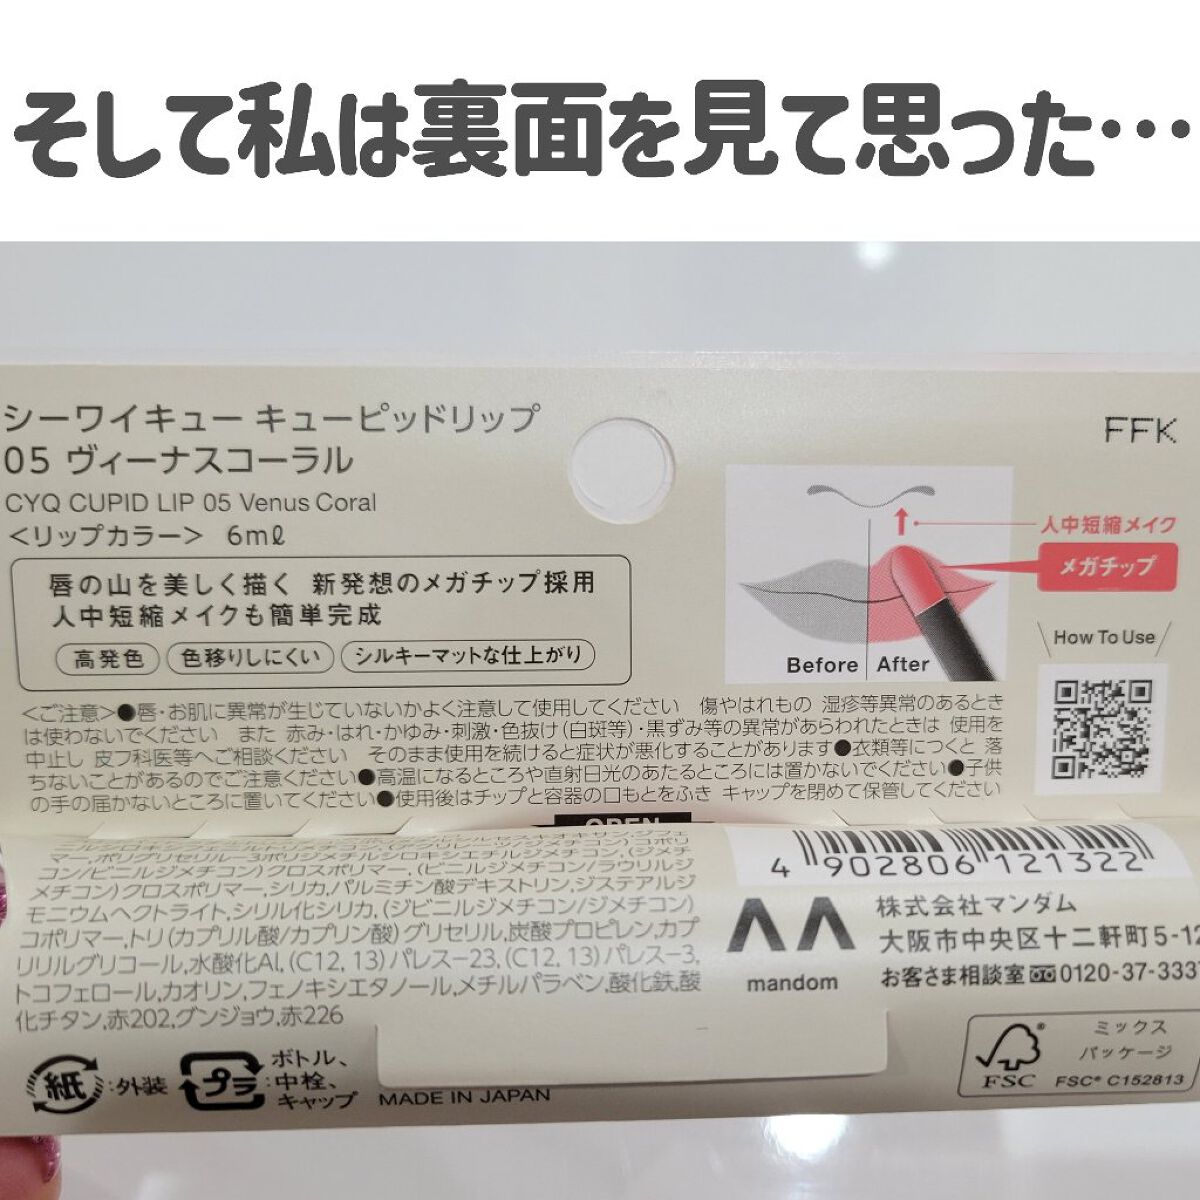 そして私は裏面を見て思った…
シーワイキュー キューピッドリップ
05 ヴィーナスコーラル
CYQ CUPID LIP 05 Venus Coral
<リップカラー> 6mℓ
唇の山を美しく描く 新発想のメガチップ採用
人中短縮メイクも簡単完成
高発色 色移りしにくい シルキーマットな仕上がり
FFK
人中短縮メイク
メガチップ
Before After
How To Use
<ご注意>●唇・お肌に異常が生じていないかよく注意して使用してください 傷やはれもの 湿疹等異常のあるとき
は使わないでください また 赤み・はれ・かゆみ・刺激・色抜け(白斑等)・黒ずみ等の異常があらわれたときは 使用を
中止し 皮フ科医等へご相談ください そのまま使用を続けると症状が悪化することがあります●衣類等につくと 落
ちないことがあるのでご注意ください●高温になるところや直射日光のあたるところには置かないでください●子供
の手の届かないところに置いてください●使用後はチップと容器の口もとをふき キャップを閉めて保管してください
OPEN
マー,ポリグリセリル-3ポリジメチルシロキシエチルジメチコン,(ジメチ
コン/ビニルジメチコン)クロスポリマー,(ビニルジメチコン/ラウリルジ
メチコン)クロスポリマー,シリカ,パルミチン酸デキストリン,ジステアルジ
モニウムヘクトライト,シリル化シリカ,(ジビニルジメチコン/ジメチコン)
コポリマー,トリ(カプリル酸/カプリン酸)グリセリル,炭酸プロピレン,カプ
リリルグリコール,水酸化Al,(C12, 13)パレス-23,(C12, 13)パレス-3,
トコフェロール,カオリン,フェノキシエタノール,メチルパラベン,酸化鉄,酸
化チタン,赤202,グンジョウ,赤226
4 902806 121322
mandom
株式会社マンダム
大阪市中央区十二軒町5-12
お客さま相談室 0120-37-3337
紙:外装
プラ:ボトル、中栓、キャップ
MADE IN JAPAN
FSC
ミックス
パッケージ
FSC® C152813